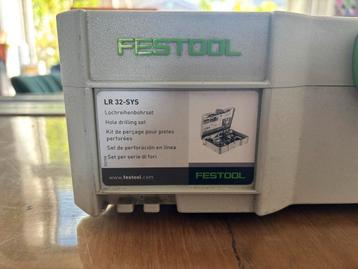 FESTOOL
LR 32-SYS
Lochreihenbohrset
Hole drilling set
Kit de perçage pour pistes
perforées
Set de perforación en línea
Set per serie di fori
www.festool.com
FESTOOL